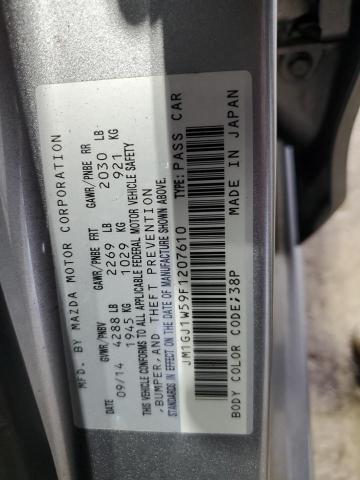 MFD. BY MAZDA MOTOR CORPORATION
GVWR/PNBV GAWR/PNBE FRT GAWR/PNBE RR
09/14 4288 LB 2269 LB 2030 LB
1945 KG 1029 KG 921 KG
THIS VEHICLE CONFORMS TO ALL APPLICABLE FEDERAL MOTOR VEHICLE SAFETY
,BUMPER,AND THEFT PREVENTION
STANDARDS IN EFFECT ON THE DATE OF MANUFACTURE SHOWN ABOVE.
JM1GJ1W59F1207610 TYPE:PASS CAR
BODY COLOR CODE;38P MADE IN JAPAN